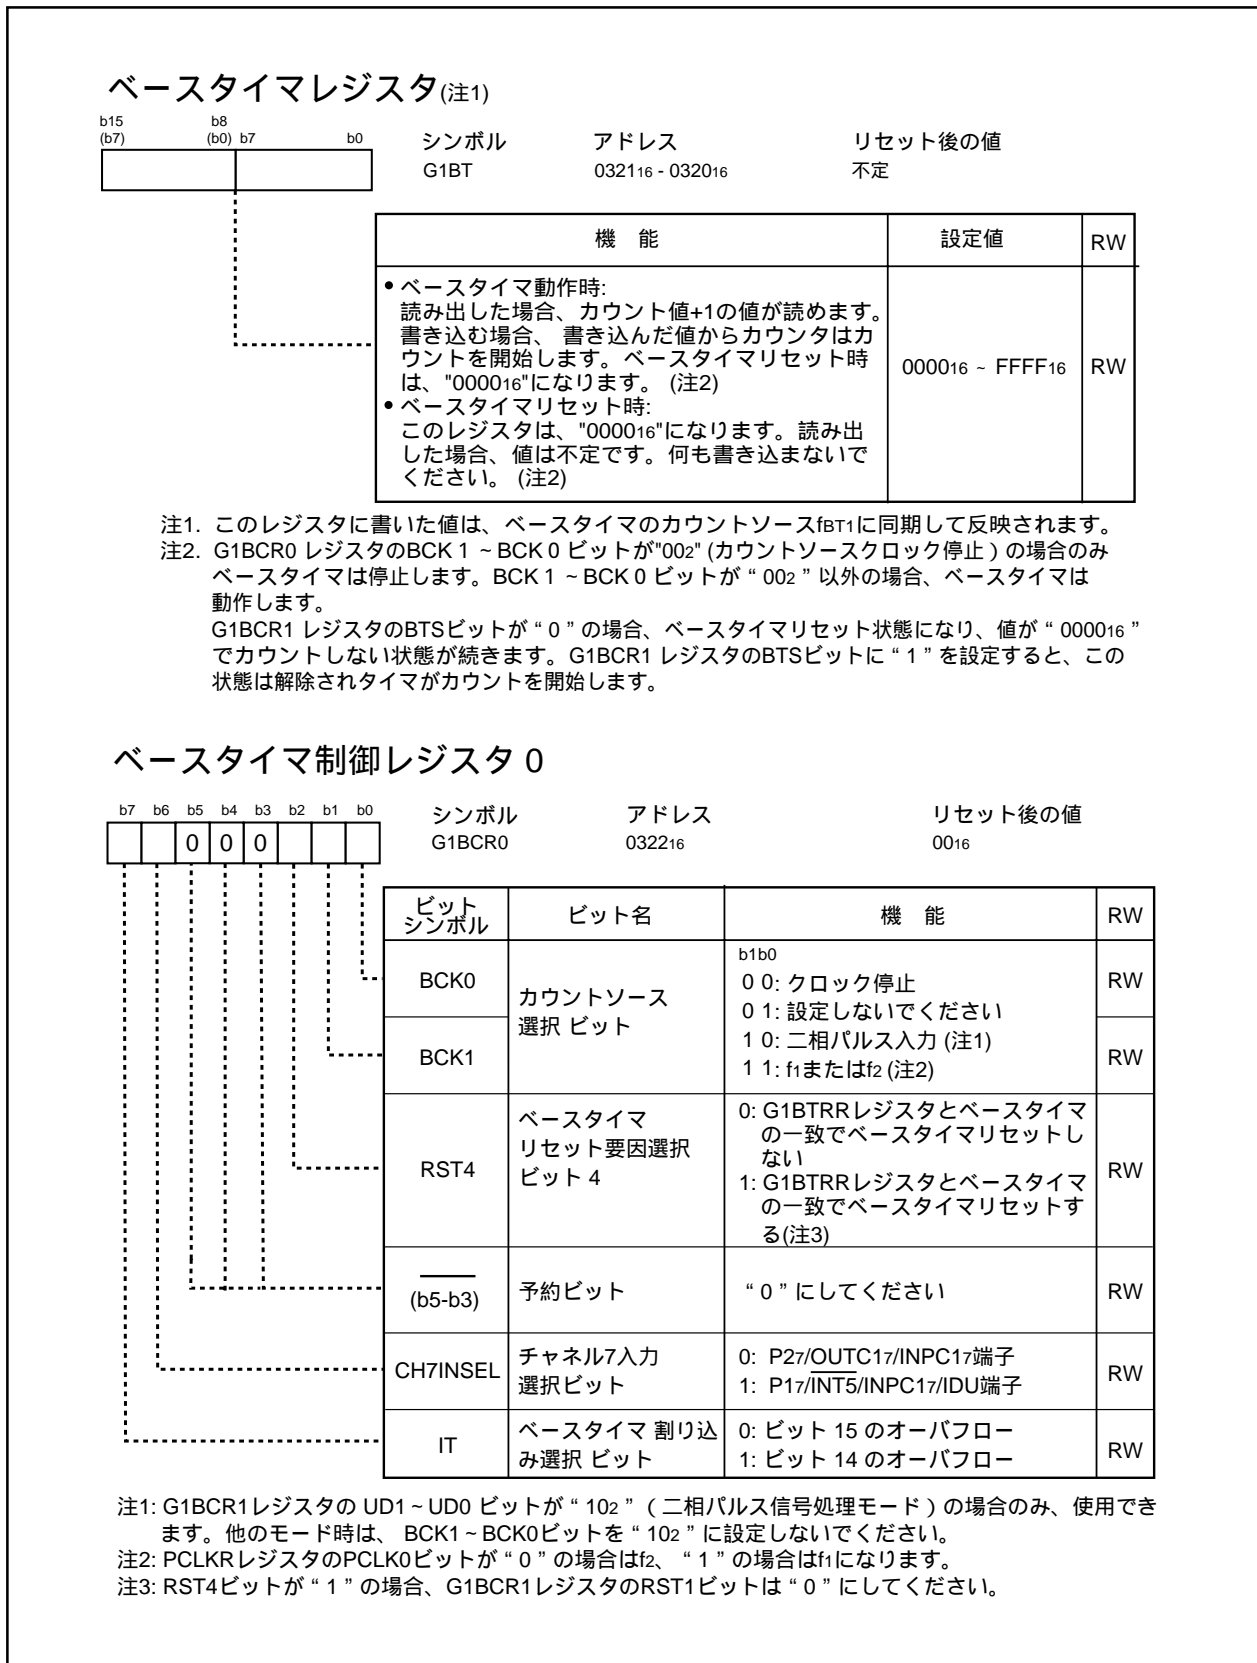 ベースタイマレジスタ(注1)
b15 b8
(b7) (b0) b7 b0
シンボル アドレス リセット後の値
G1BT 032116 - 032016 不定
機 能 設定値 RW
• ベースタイマ動作時:
読み出した場合、カウント値+1の値が読めます。
書き込む場合、 書き込んだ値からカウンタはカ
ウントを開始します。ベースタイマリセット時
は、"000016"になります。 (注2)
000016 ~ FFFF16 RW
• ベースタイマリセット時:
このレジスタは、"000016"になります。読み出
した場合、値は不定です。何も書き込まないで
ください。 (注2)
注1. このレジスタに書いた値は、ベースタイマのカウントソースfBT1に同期して反映されます。
注2. G1BCR0 レジスタのBCK 1 ~ BCK 0 ビットが"002" (カウントソースクロック停止 ) の場合のみ
ベースタイマは停止します。BCK 1 ~ BCK 0 ビットが “ 002 ” 以外の場合、ベースタイマは
動作します。
G1BCR1 レジスタのBTSビットが “ 0 ” の場合、ベースタイマリセット状態になり、値が “ 000016 ”
でカウントしない状態が続きます。G1BCR1 レジスタのBTSビットに “ 1 ” を設定すると、この
状態は解除されタイマがカウントを開始します。
ベースタイマ制御レジスタ 0
b7 b6 b5 b4 b3 b2 b1 b0
0 0 0
シンボル アドレス リセット後の値
G1BCR0 032216 0016
ビット
シンボル
ビット名 機 能 RW
BCK0
カウントソース
選択 ビット
b1b0
0 0: クロック停止
0 1: 設定しないでください
RW
BCK1
1 0: 二相パルス入力 (注1)
1 1: f1またはf2 (注2)
RW
RST4
ベースタイマ
リセット要因選択
ビット 4
0: G1BTRRレジスタとベースタイマ
の一致でベースタイマリセットし
ない
1: G1BTRRレジスタとベースタイマ
の一致でベースタイマリセットす
る(注3)
RW
(b5-b3) 予約ビット “ 0 ” にしてください RW
CH7INSEL
チャネル7入力
選択ビット
0: P27/OUTC17/INPC17端子
1: P17/INT5/INPC17/IDU端子
RW
IT
ベースタイマ 割り込
み選択 ビット
0: ビット 15 のオーバフロー
1: ビット 14 のオーバフロー
RW
注1: G1BCR1レジスタの UD1 ~ UD0 ビットが “ 102 ” ( 二相パルス信号処理モード ) の場合のみ、使用でき
ます。他のモード時は、 BCK1 ~ BCK0ビットを “ 102 ” に設定しないでください。
注2: PCLKRレジスタのPCLK0ビットが “ 0 ” の場合はf2、 “ 1 ” の場合はf1になります。
注3: RST4ビットが “ 1 ” の場合、G1BCR1レジスタのRST1ビットは “ 0 ” にしてください。